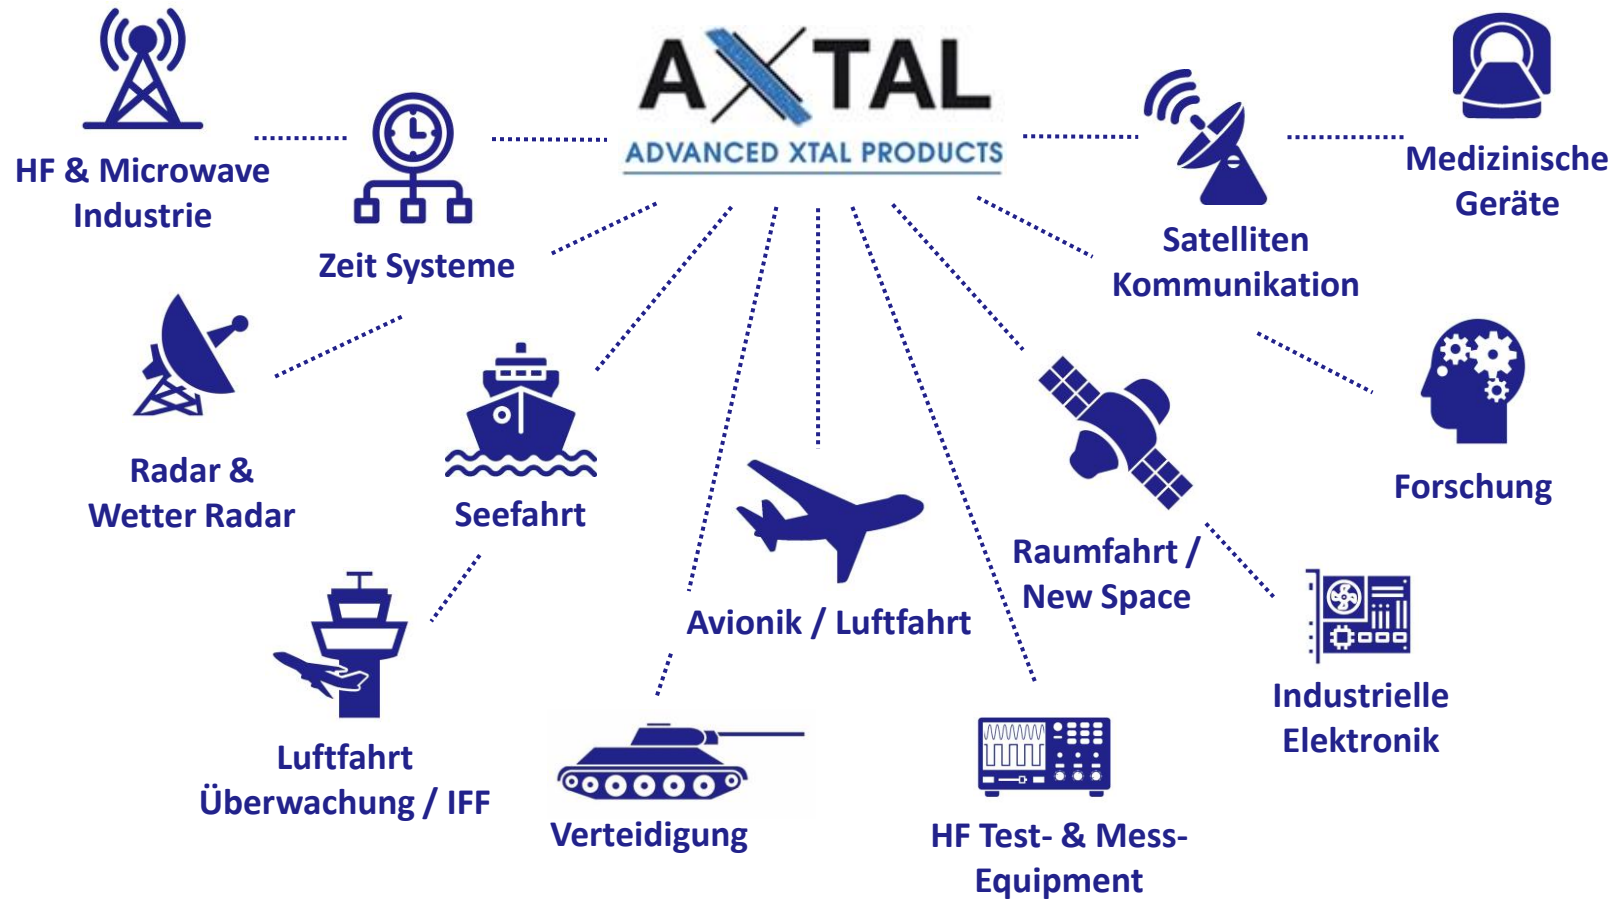 AXTAL
ADVANCED XTAL PRODUCTS
HF & Microwave
Industrie
Zeit Systeme
Satelliten
Kommunikation
Medizinische
Geräte
Radar &
Wetter Radar
Seefahrt
Avionik / Luftfahrt
Raumfahrt /
New Space
Forschung
Luftfahrt
Überwachung / IFF
Verteidigung
HF Test- & Mess-
Equipment
Industrielle
Elektronik